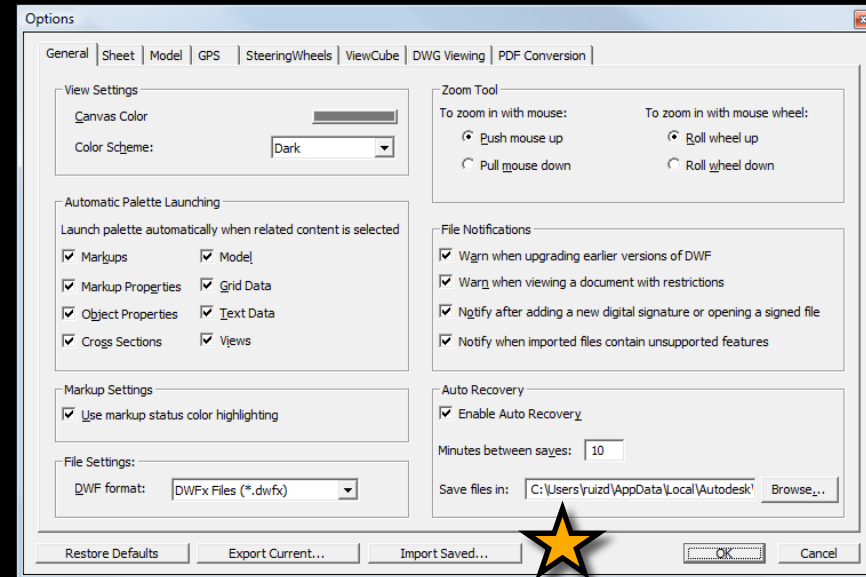 Options
General Sheet Model GPS SteeringWheels ViewCube DWG Viewing PDF Conversion
View Settings
Canvas Color
Color Scheme: Dark
Automatic Palette Launching
Launch palette automatically when related content is selected
Markups Model
Markup Properties Grid Data
Object Properties Text Data
Cross Sections Views
Markup Settings
Use markup status color highlighting
File Settings:
DWF format: DWFx Files (*.dwfx)
Zoom Tool
To zoom in with mouse: To zoom in with mouse wheel:
Push mouse up Roll wheel up
Pull mouse down Roll wheel down
File Notifications
Warn when upgrading earlier versions of DWF
Warn when viewing a document with restrictions
Notify after adding a new digital signature or opening a signed file
Notify when imported files contain unsupported features
Auto Recovery
Enable Auto Recovery
Minutes between saves: 10
Save files in: C:\Users\ruizd\AppData\Local\Autodesk\ Browse...
Restore Defaults Export Current... Import Saved... OK Cancel